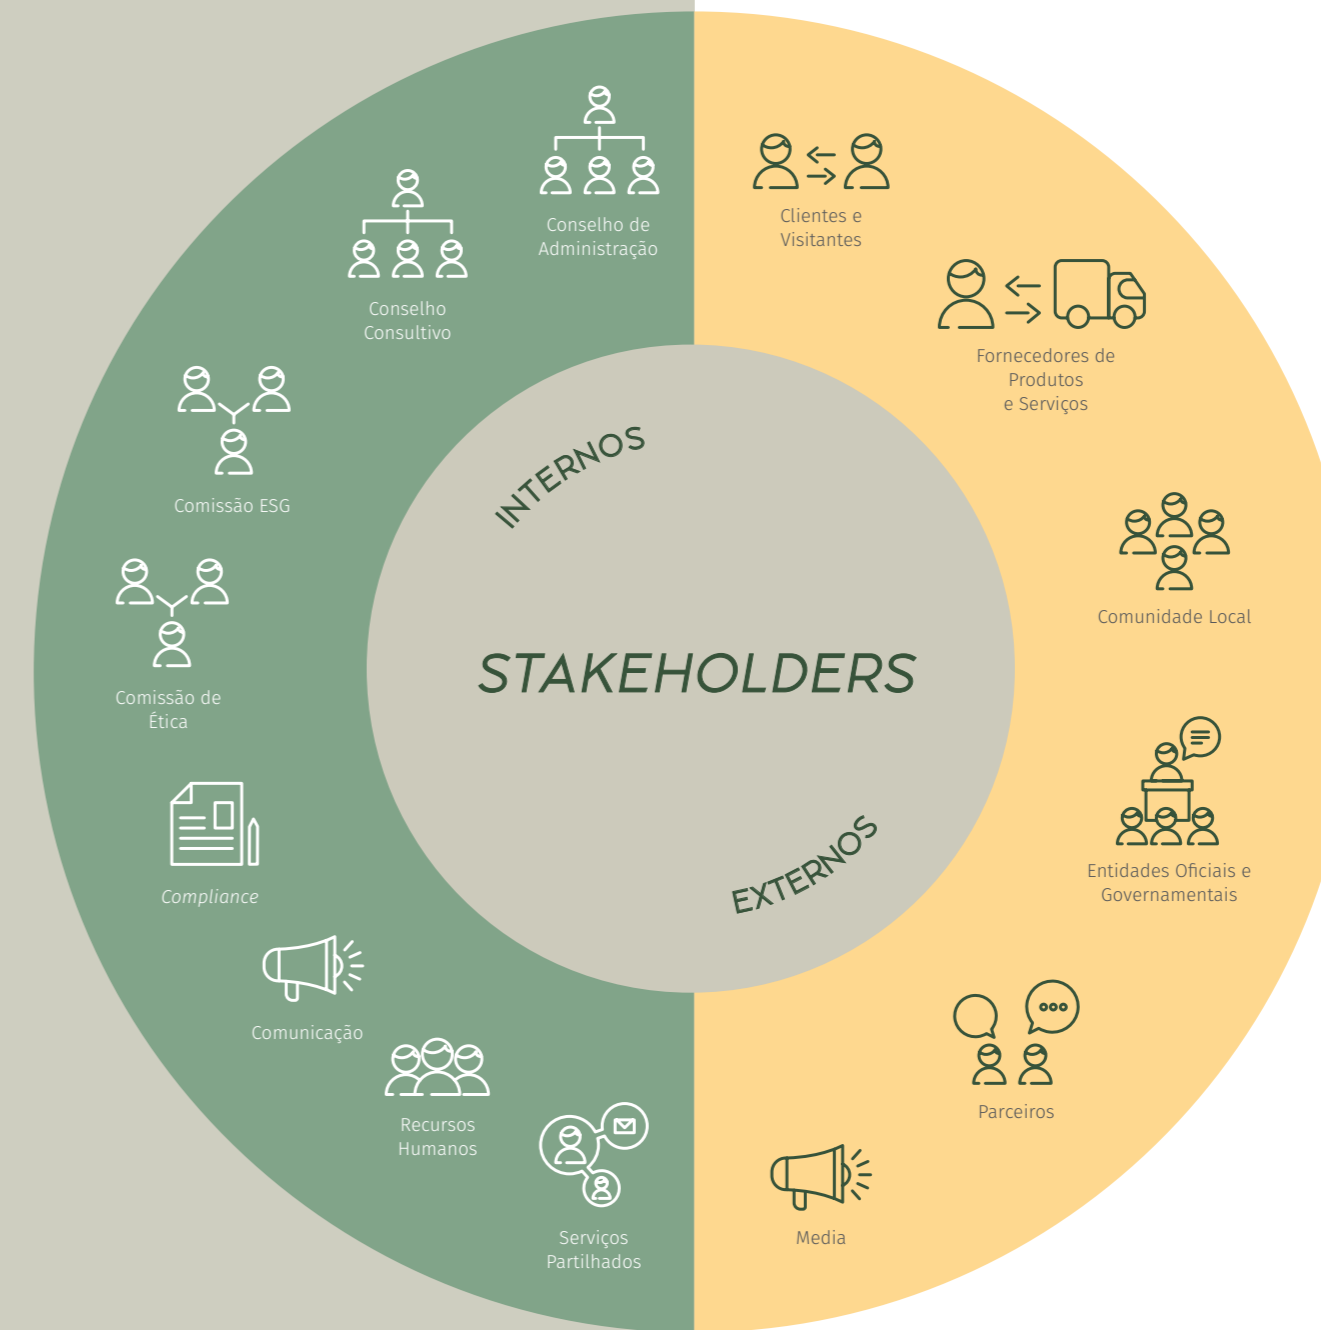 STAKEHOLDERS
INTERNOS
Conselho de
Administração
Conselho
Consultivo
Comissão ESG
Comissão de
Ética
Compliance
Comunicação
Recursos
Humanos
Serviços
Partilhados
EXTERNOS
Clientes e
Visitantes
Fornecedores de
Produtos
e Serviços
Comunidade Local
Entidades Oficiais e
Governamentais
Parceiros
Media